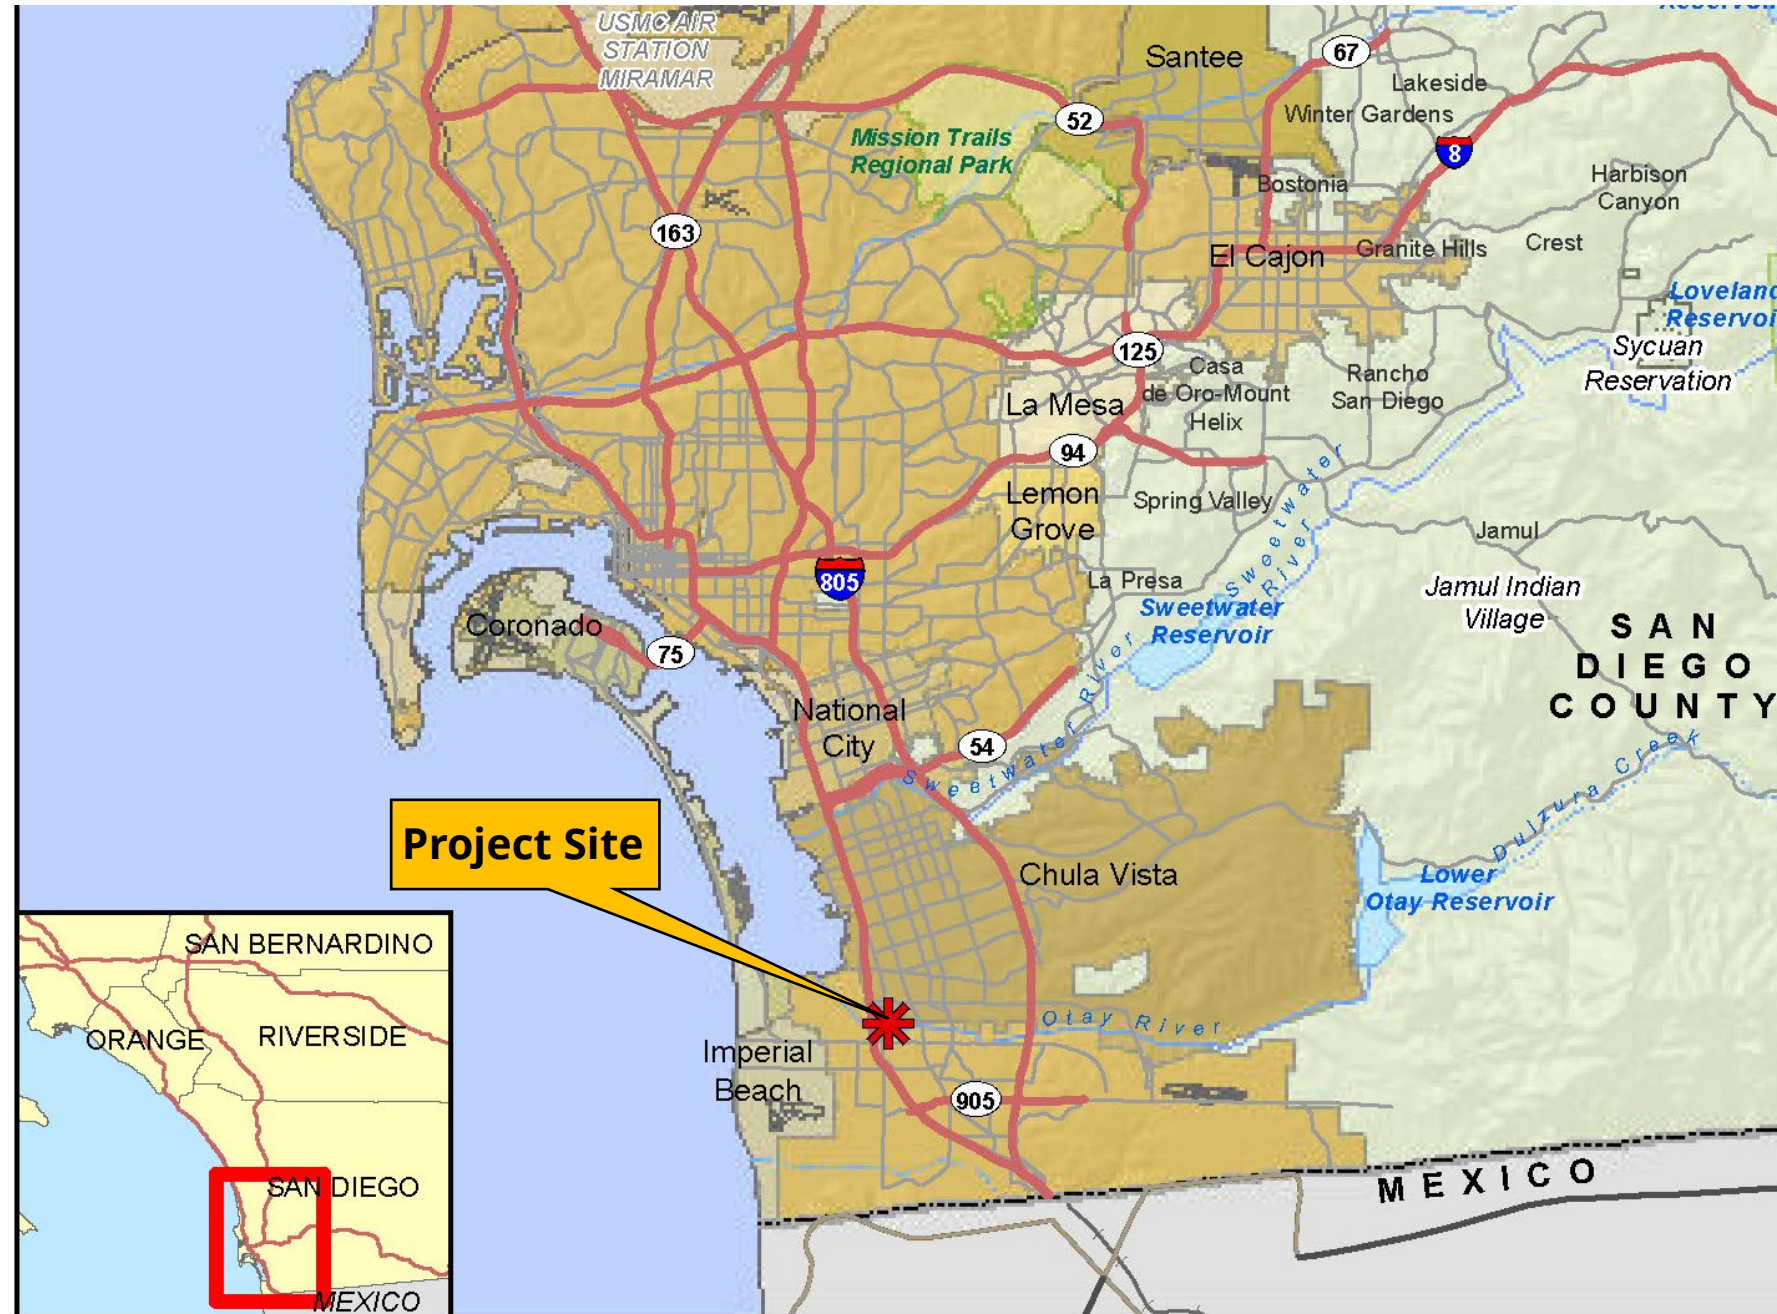 USMC AIR
STATION
MIRAMAR
Santee
67
Lakeside
Winter Gardens
52
Mission Trails
Regional Park
8
Bostonia
Harbison
Canyon
163
El Cajon
Granite Hills
Crest
Sycuan
Reservation
125
Casa
de Oro-Mount
Helix
Rancho
San Diego
La Mesa
94
Lemon
Grove
Spring Valley
Sweetwater
River
Jamul
La Presa
805
Jamul Indian
Village
Sweetwater
Reservoir
SAN
DIEGO
COUNTY
Coronado
75
National
City
54
Sweetwater River
Dulzura Creek
Project Site
Chula Vista
Lower
Otay Reservoir
Otay River
Imperial
Beach
905
MEXICO
SAN BERNARDINO
ORANGE
RIVERSIDE
SAN DIEGO
MEXICO